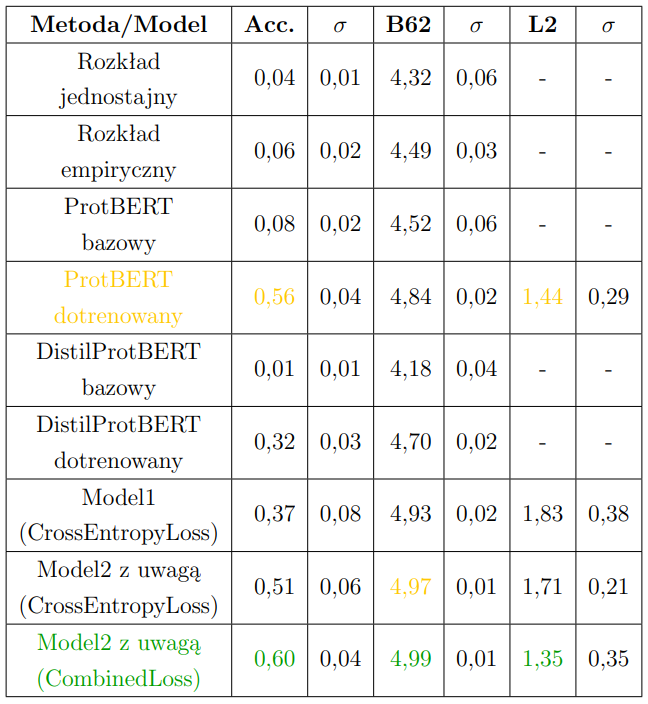 Metoda/Model Acc. σ B62 σ L2 σ
Rozkład
jednostajny 0,04 0,01 4,32 0,06 - -
Rozkład
empiryczny 0,06 0,02 4,49 0,03 - -
ProtBERT
bazowy 0,08 0,02 4,52 0,06 - -
ProtBERT
dotrenowany 0,56 0,04 4,84 0,02 1,44 0,29
DistilProtBERT
bazowy 0,01 0,01 4,18 0,04 - -
DistilProtBERT
dotrenowany 0,32 0,03 4,70 0,02 - -
Model1
(CrossEntropyLoss) 0,37 0,08 4,93 0,02 1,83 0,38
Model2 z uwagą
(CrossEntropyLoss) 0,51 0,06 4,97 0,01 1,71 0,21
Model2 z uwagą
(CombinedLoss) 0,60 0,04 4,99 0,01 1,35 0,35